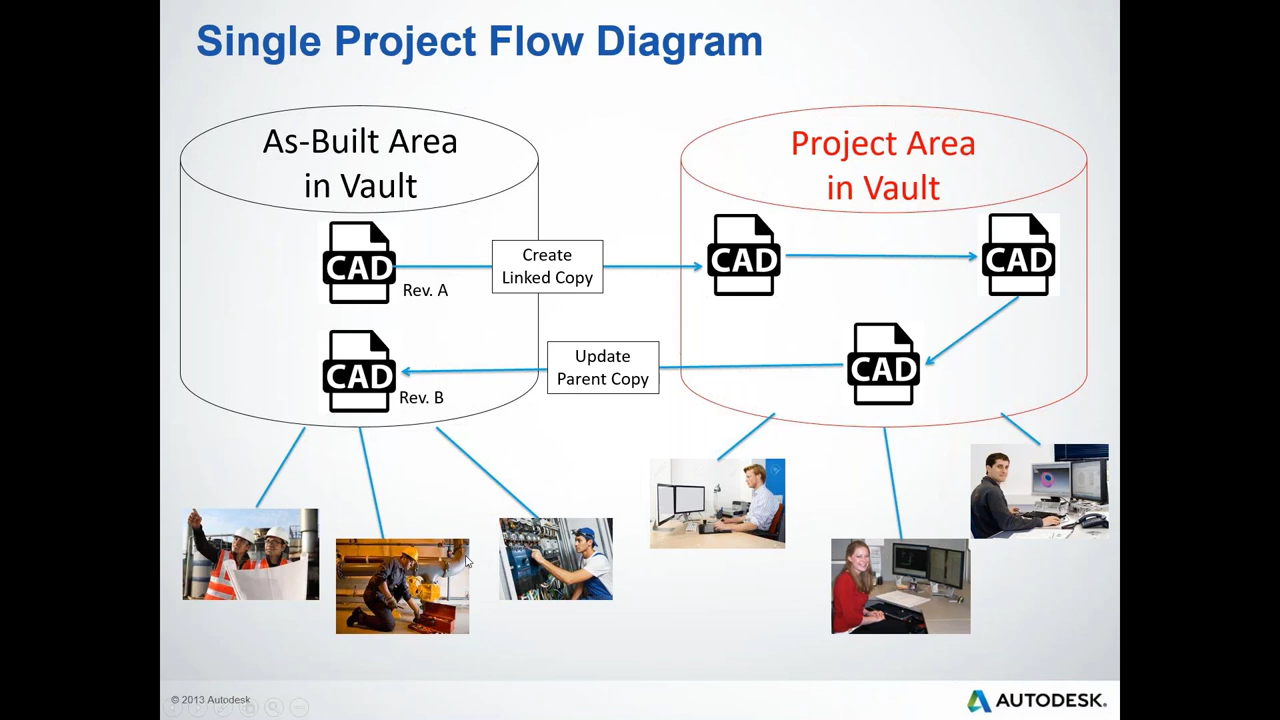 Single Project Flow Diagram
As-Built Area
in Vault
Project Area
in Vault
CAD
Rev. A
Create
Linked Copy
CAD
CAD
CAD
Rev. B
Update
Parent Copy
CAD
© 2013 Autodesk
AUTODESK.